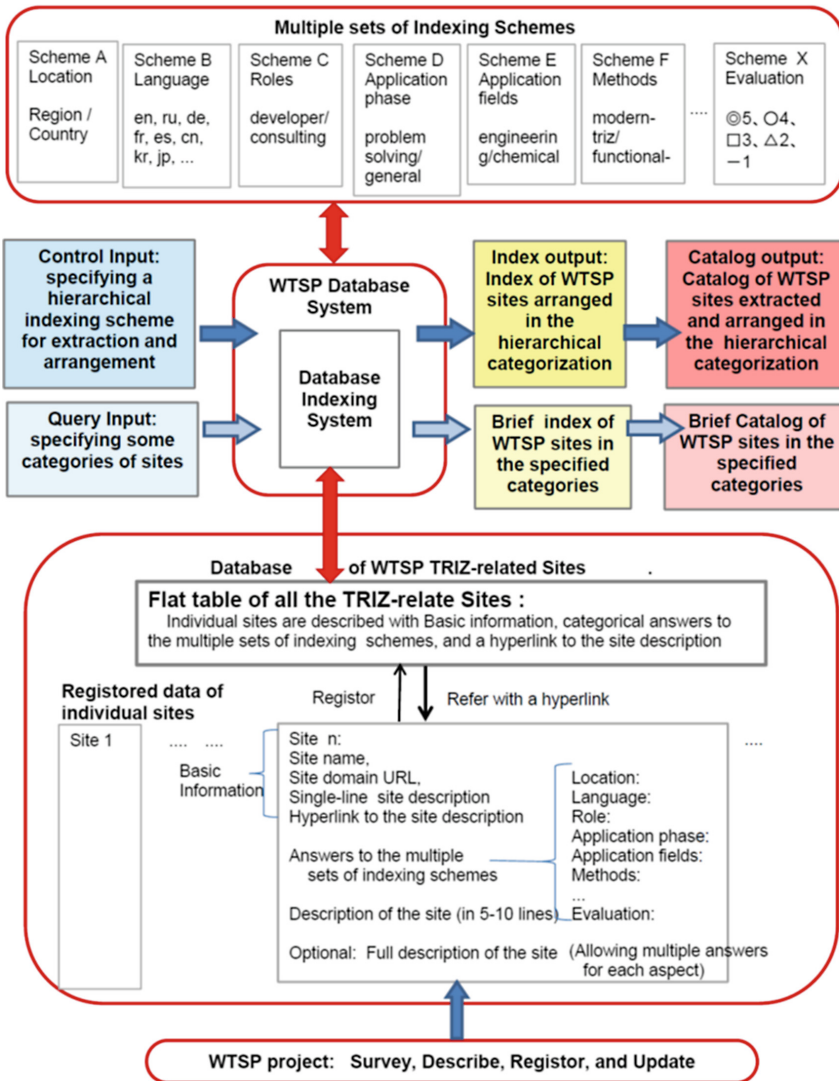 Multiple sets of Indexing Schemes
Scheme A
Location
Region /
Country
Scheme B
Language
en, ru, de,
fr, es, cn,
kr, jp, ...
Scheme C
Roles
developer/
consulting
Scheme D
Application
phase
problem
solving/
general
Scheme E
Application
fields
engineerin
g/chemical
Scheme F
Methods
modern-
triz/
functional-
....
Scheme X
Evaluation
◎5、○4、
□3、△2、
－1
Control Input:
specifying a
hierarchical
indexing scheme
for extraction and
arrangement
WTSP Database
System
Database
Indexing
System
Index output:
Index of WTSP
sites arranged
in the
hierarchical
categorization
Catalog output:
Catalog of WTSP
sites extracted
and arranged in
the hierarchical
categorization
Query Input:
specifying some
categories of sites
Brief index of
WTSP sites in
the specified
categories
Brief Catalog of
WTSP sites in the
specified
categories
Database of WTSP TRIZ-related Sites .
Flat table of all the TRIZ-relate Sites :
Individual sites are described with Basic information, categorical answers to
the multiple sets of indexing schemes, and a hyperlink to the site description
Registor
Refer with a hyperlink
Registored data of
individual sites
Site 1
.... ....
Basic
Information
Site n:
Site name,
Site domain URL,
Single-line site description
Hyperlink to the site description
Answers to the multiple
sets of indexing schemes
Description of the site (in 5-10 lines)
Optional: Full description of the site
Location:
Language:
Role:
Application phase:
Application fields:
Methods:
...
Evaluation:
(Allowing multiple answers
for each aspect)
....
WTSP project: Survey, Describe, Registor, and Update